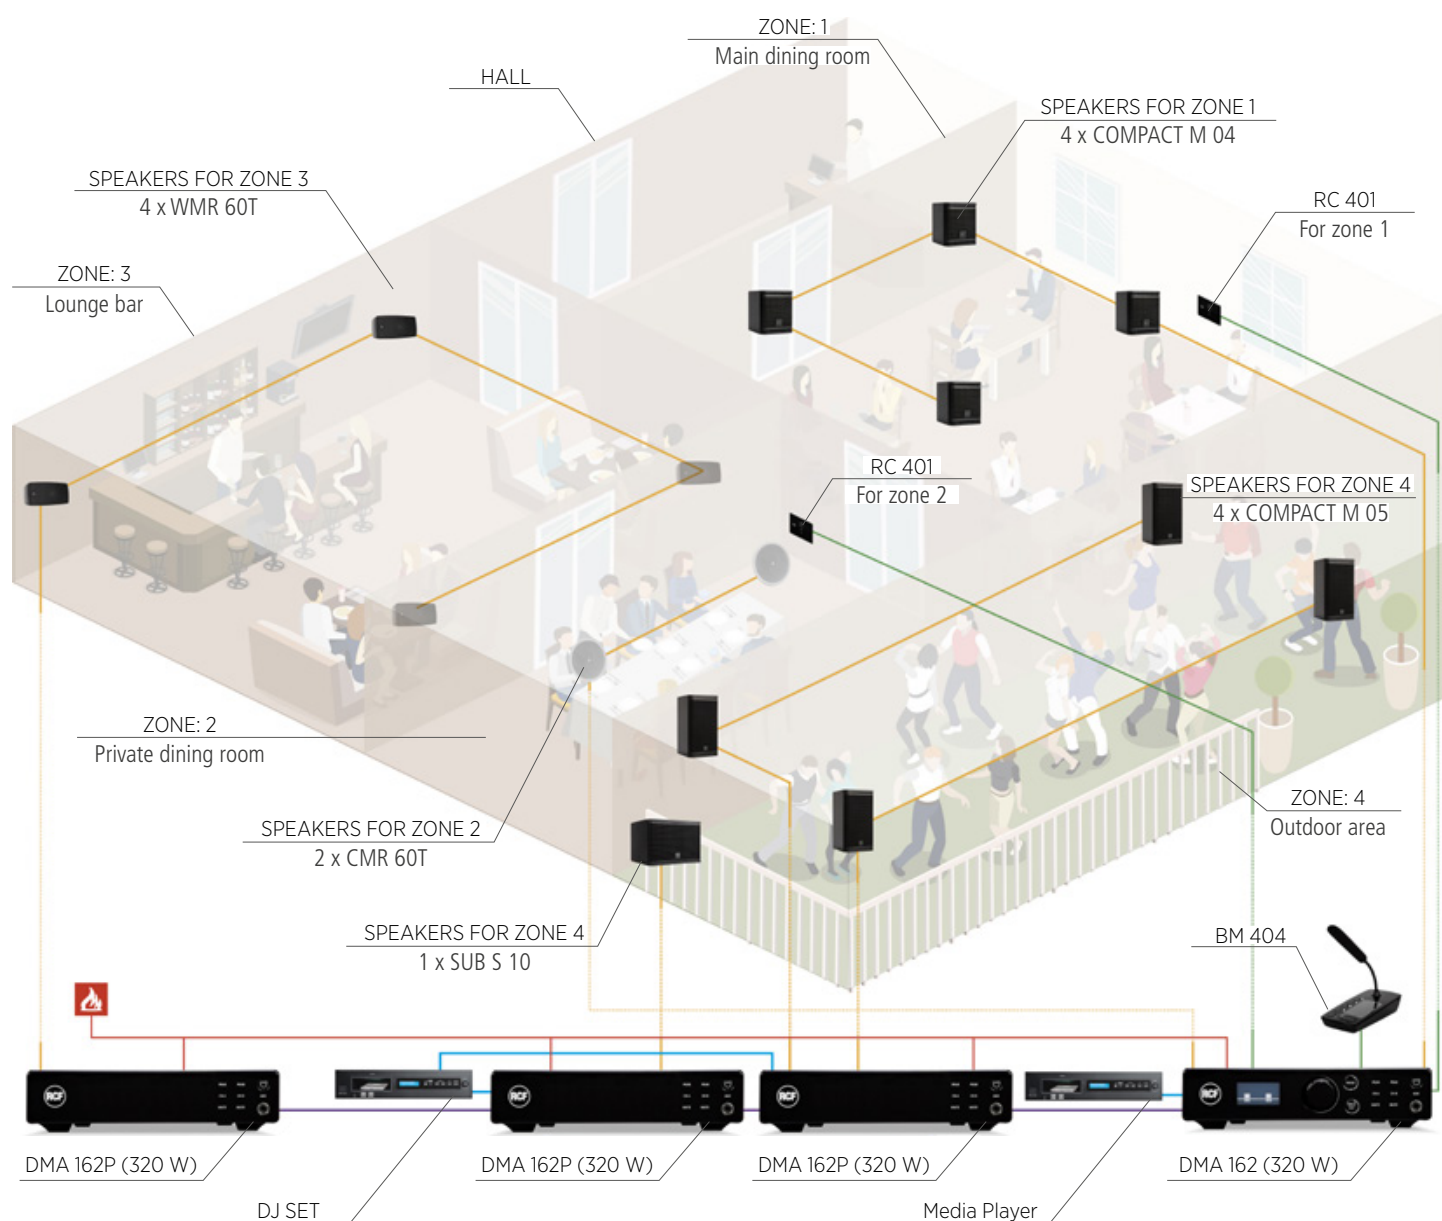 ZONE: 1
Main dining room
HALL
SPEAKERS FOR ZONE 1
4 x COMPACT M 04
SPEAKERS FOR ZONE 3
4 x WMR 60T
RC 401
For zone 1
ZONE: 3
Lounge bar
RC 401
For zone 2
SPEAKERS FOR ZONE 4
4 x COMPACT M 05
ZONE: 2
Private dining room
ZONE: 4
Outdoor area
SPEAKERS FOR ZONE 2
2 x CMR 60T
SPEAKERS FOR ZONE 4
1 x SUB S 10
BM 404
RCF
RCF
RCF
RCF
DMA 162P (320 W)
DMA 162P (320 W)
DMA 162P (320 W)
DMA 162 (320 W)
DJ SET
Media Player